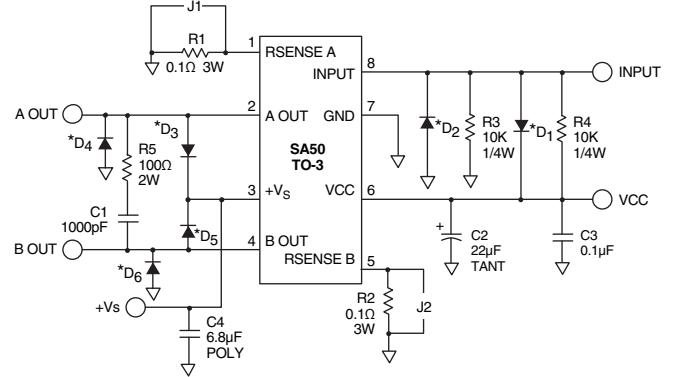 J1
R1
0.1Ω 3W
1
RSENSE A
INPUT
8
INPUT
A OUT
2
A OUT
GND
7
*D4
*D3
R5
100Ω
2W
SA50
TO-3
*D2
R3
10K
1/4W
*D1
R4
10K
1/4W
3
+VS
VCC
6
VCC
C1
1000pF
*D5
B OUT
4
B OUT
RSENSE B
5
+
C2
22µF
TANT
C3
0.1µF
*D6
+Vs
C4
6.8µF
POLY
R2
0.1Ω
3W
J2